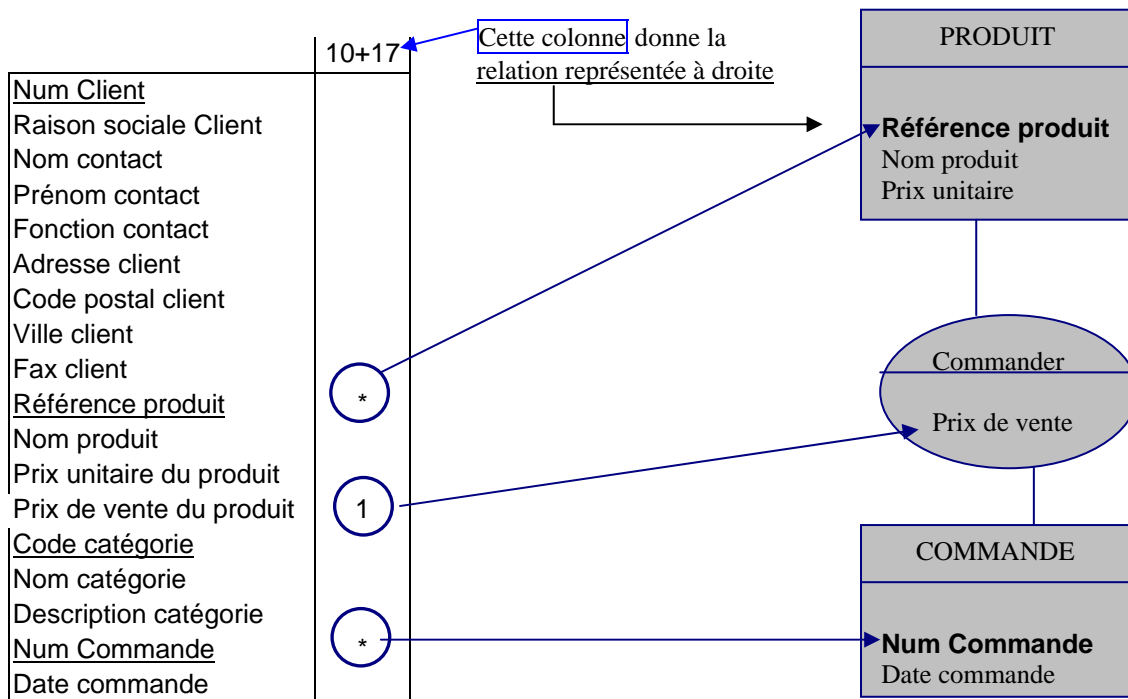 10+17
Num Client
Raison sociale Client
Nom contact
Prénom contact
Fonction contact
Adresse client
Code postal client
Ville client
Fax client
*
Référence produit
Nom produit
Prix unitaire du produit
Prix de vente du produit
1
Code catégorie
Nom catégorie
Description catégorie
Num Commande
*
Date commande
Cette colonne donne la
relation représentée à droite
PRODUIT
Référence produit
Nom produit
Prix unitaire
Commander
Prix de vente
COMMANDE
Num Commande
Date commande